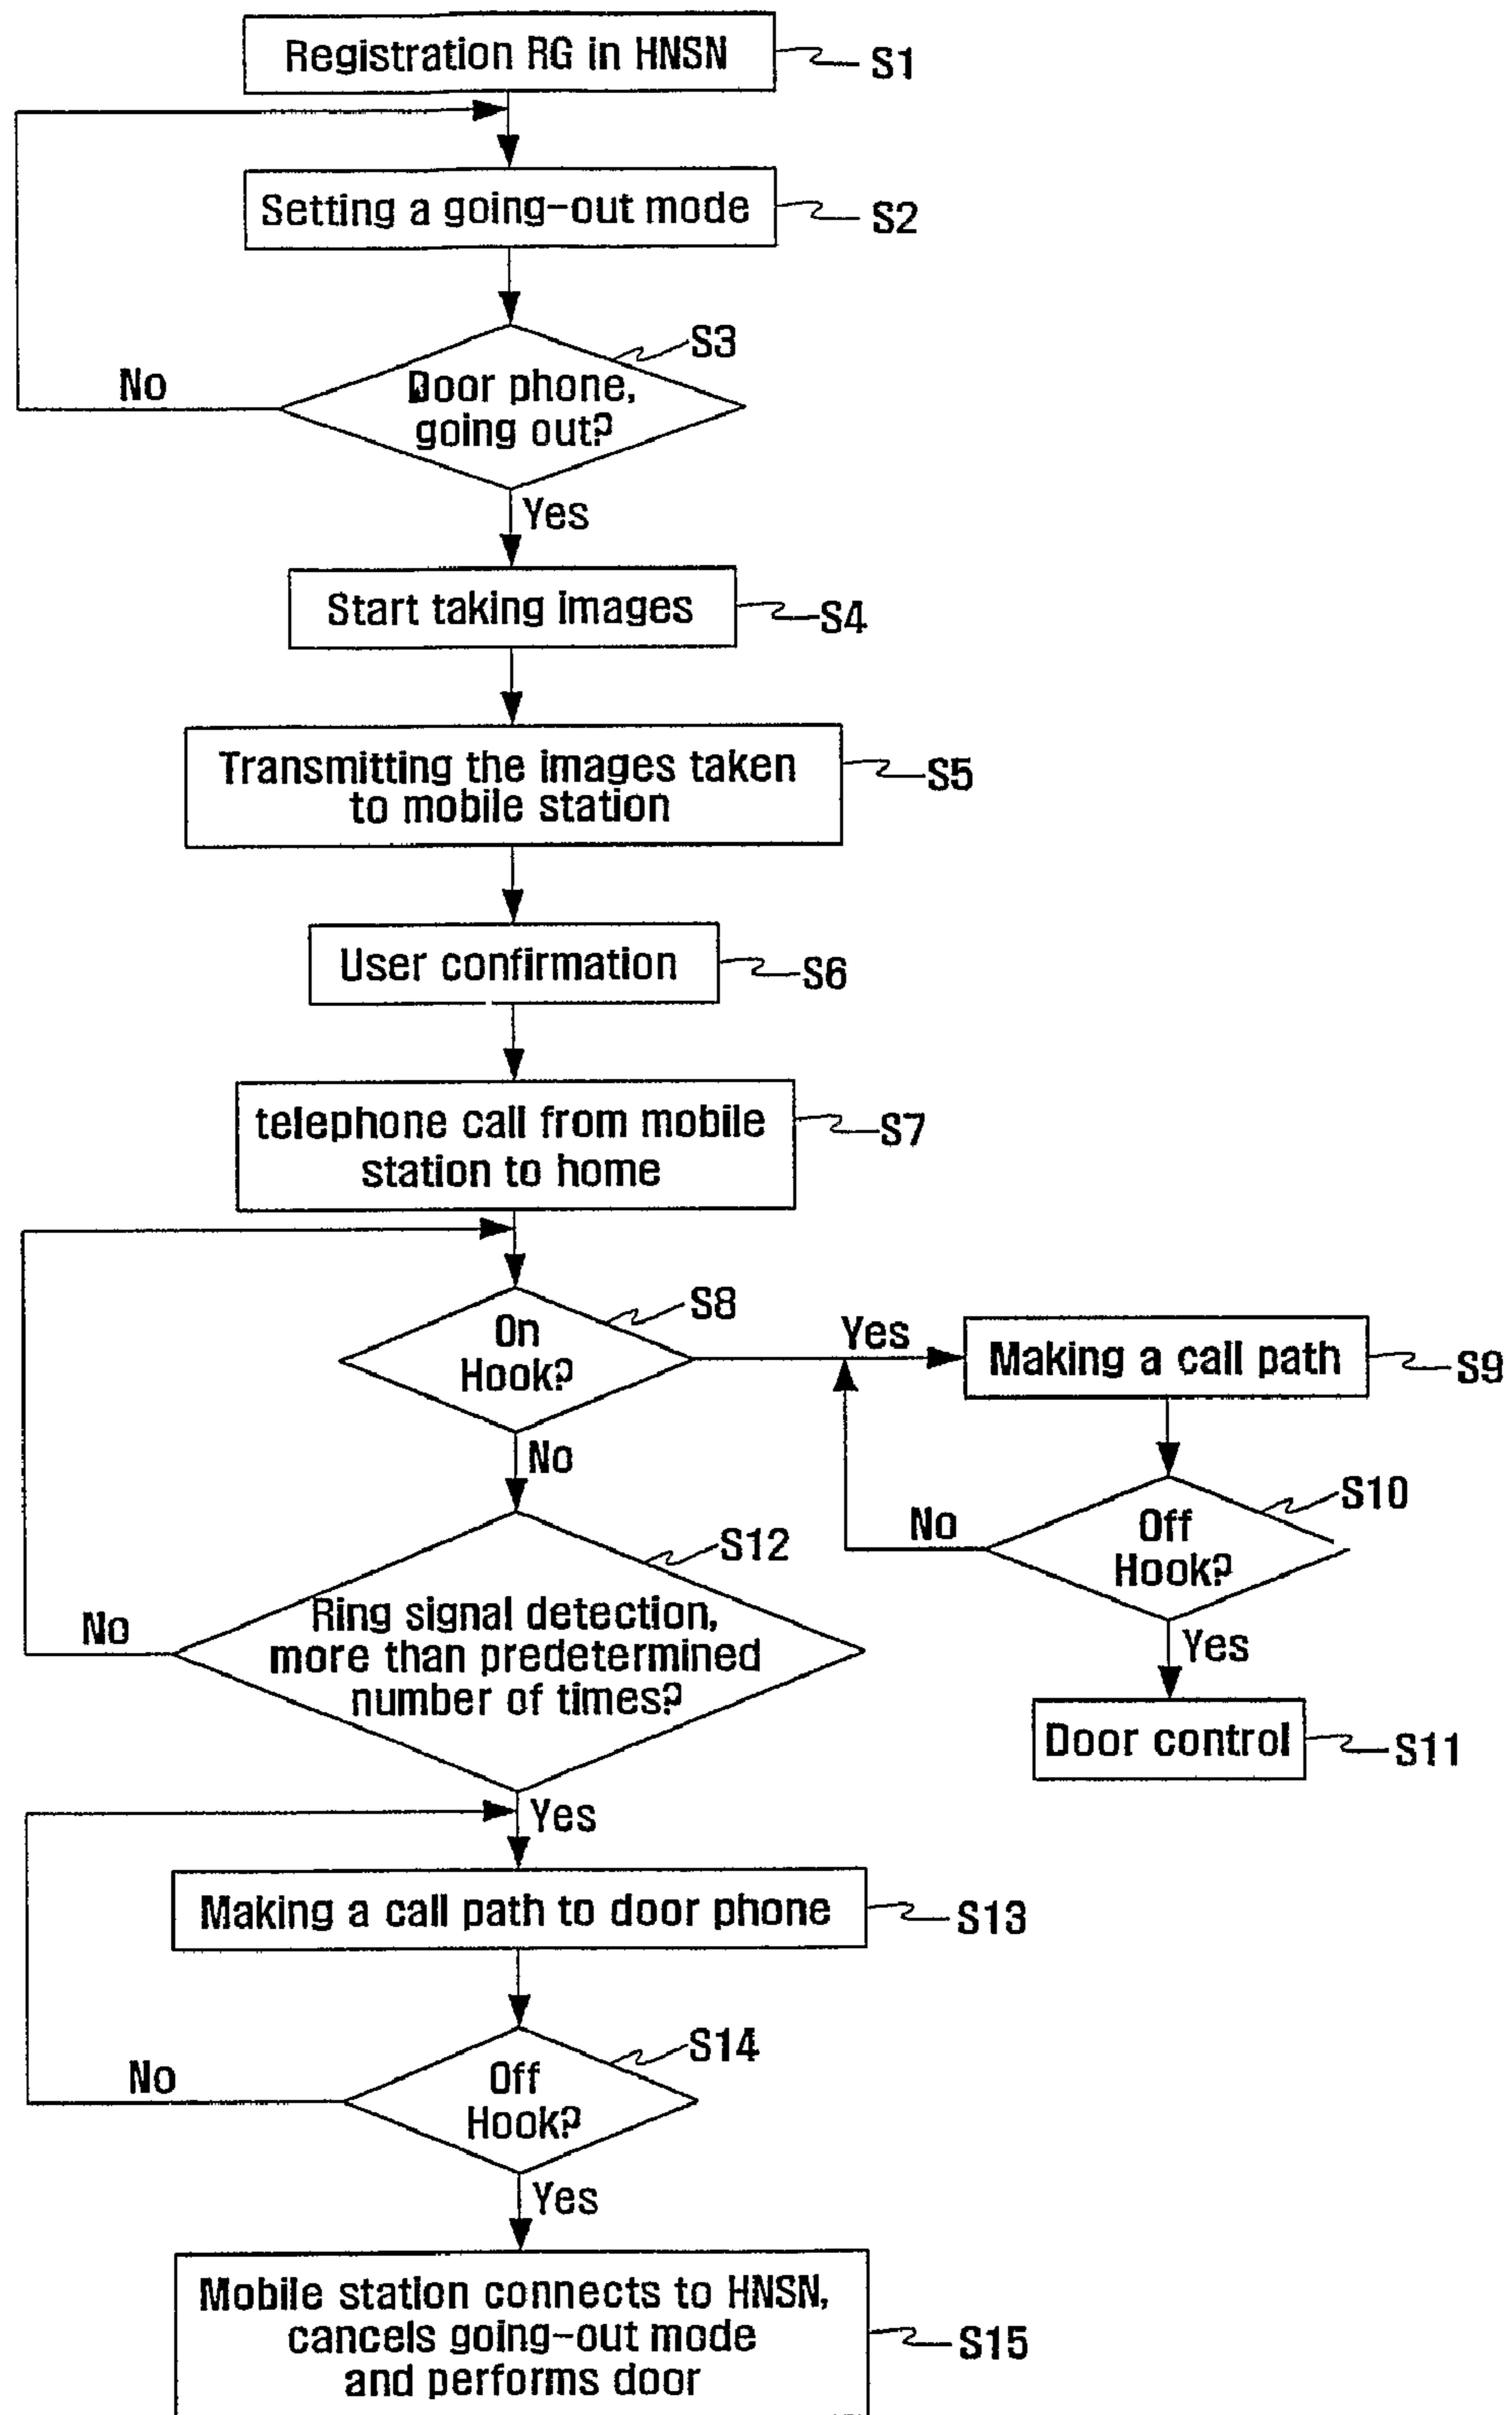 Registration RG in HNSN
S1
Setting a going-out mode
S2
S3
Door phone,
going out?
No
Yes
Start taking images
S4
Transmitting the images taken
to mobile station
S5
User confirmation
S6
telephone call from mobile
station to home
S7
S8
On
Hook?
Yes
Making a call path
S9
No
S10
Off
Hook?
No
Yes
Door control
S11
S12
Ring signal detection,
more than predetermined
number of times?
No
Yes
Making a call path to door phone
S13
S14
Off
Hook?
No
Yes
Mobile station connects to HNSN,
cancels going-out mode
and performs door
S15